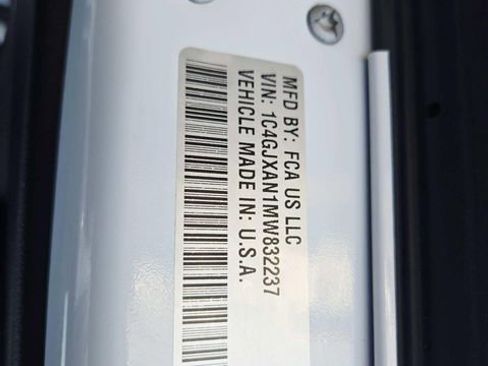 MFD BY: FCA US LLC
VIN: 1C4GJXAN1MW832237
VEHICLE MADE IN: U.S.A.